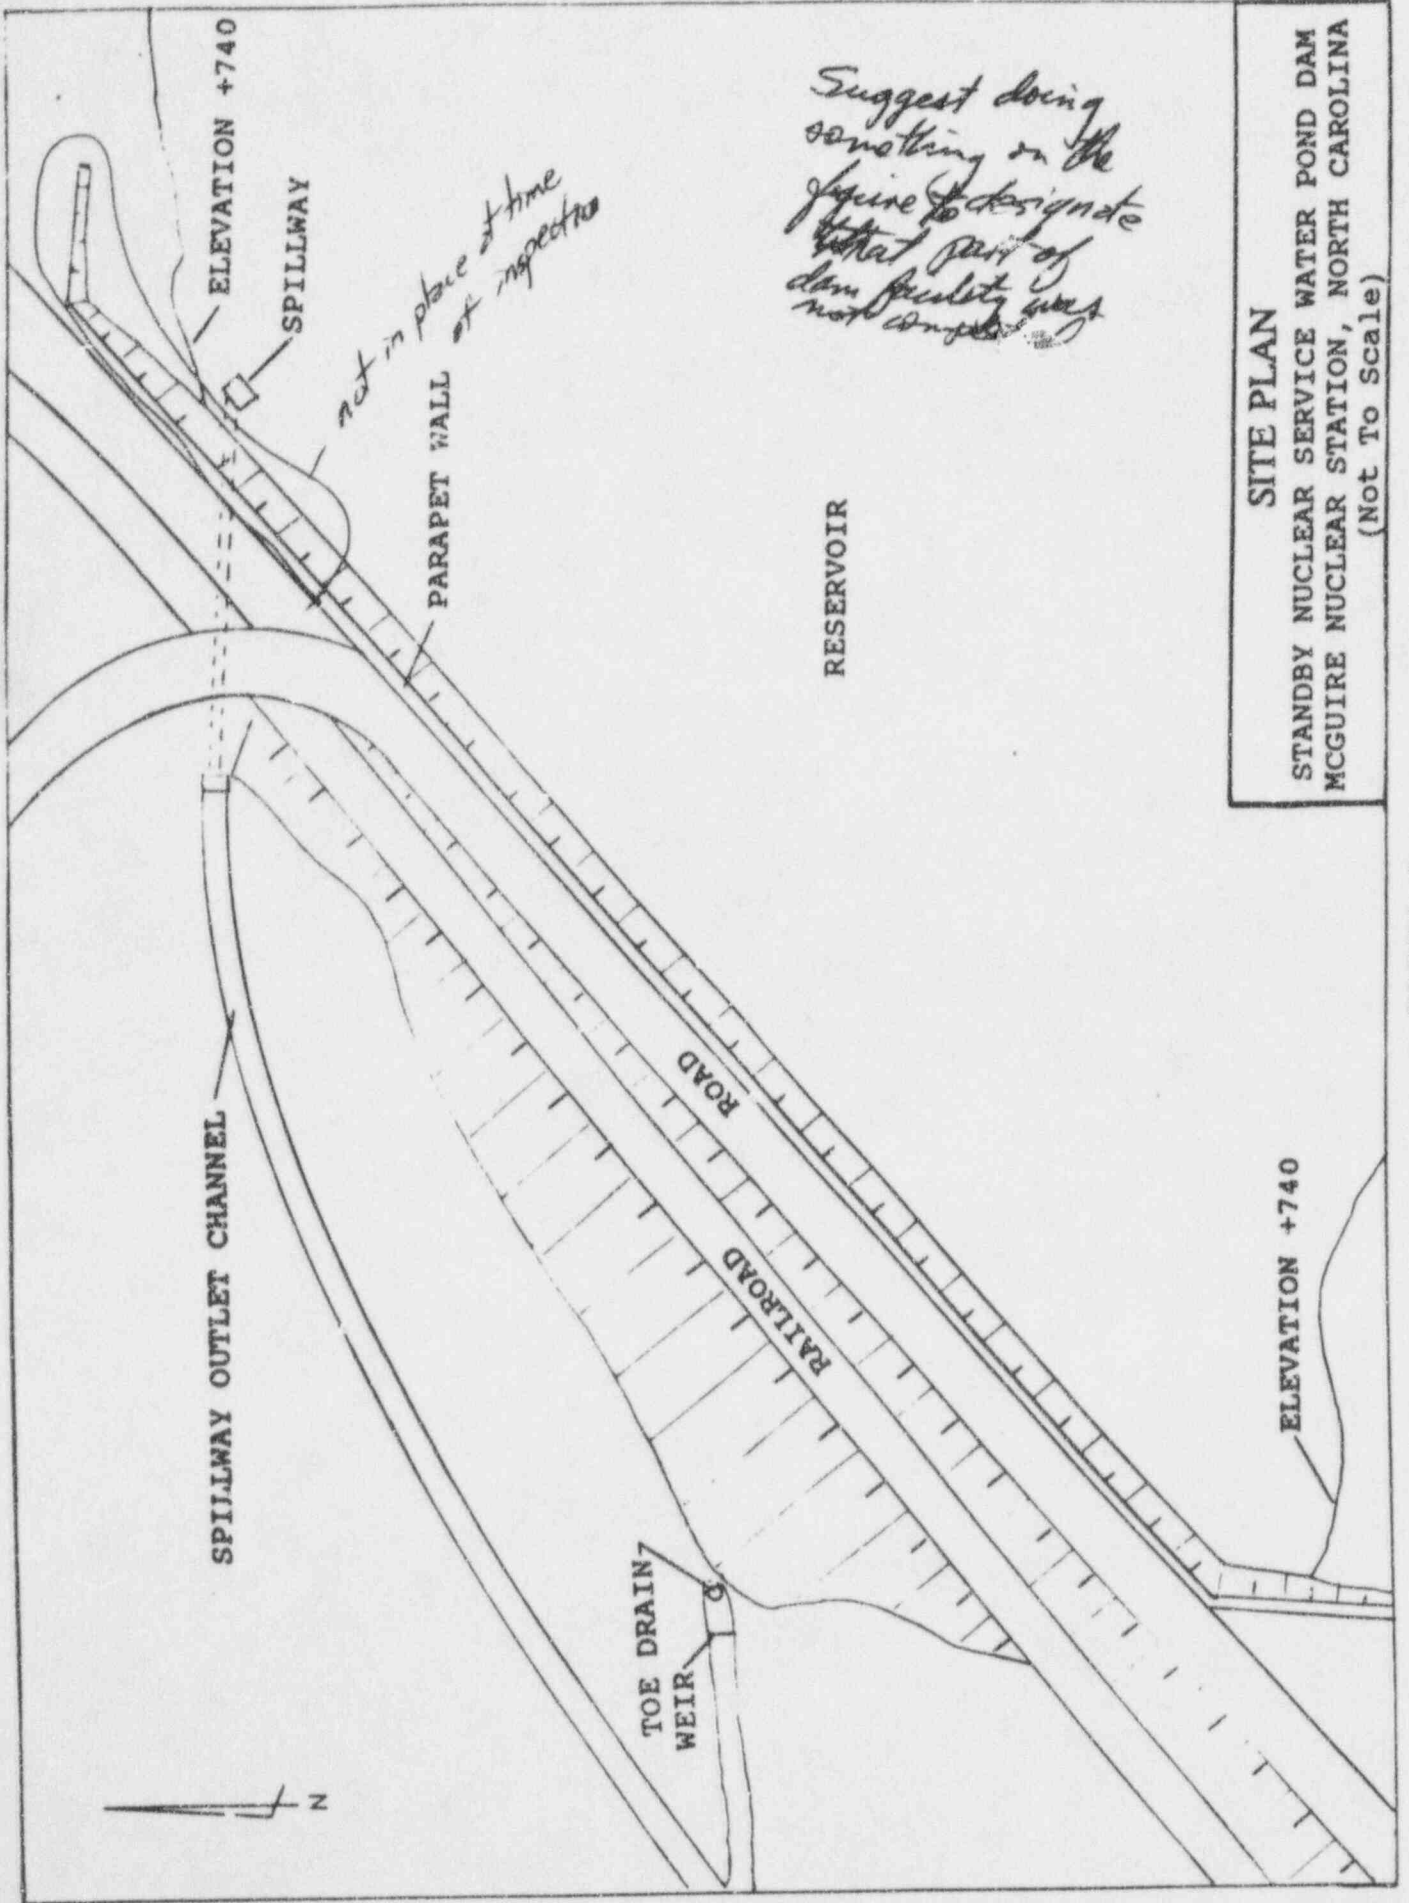 ELEVATION +740
SPILLWAY
not in place at time
of inspection
PARAPET WALL
Suggest doing
something on the
figure to designate
what part of
dam facility was
not completed
RESERVOIR
SPILLWAY OUTLET CHANNEL
ROAD
RAILROAD
TOE DRAIN
WEIR
ELEVATION +740
N
SITE PLAN
STANDBY NUCLEAR SERVICE WATER POND DAM
MCGUIRE NUCLEAR STATION, NORTH CAROLINA
(Not To Scale)